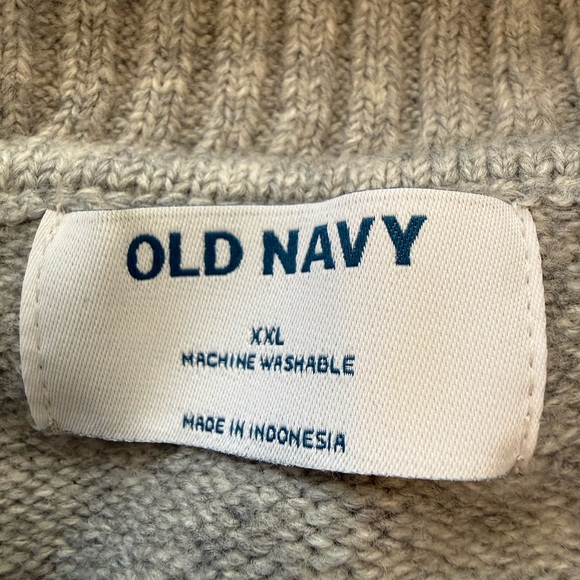 OLD NAVY
XXL
MACHINE WASHABLE
MADE IN INDONESIA